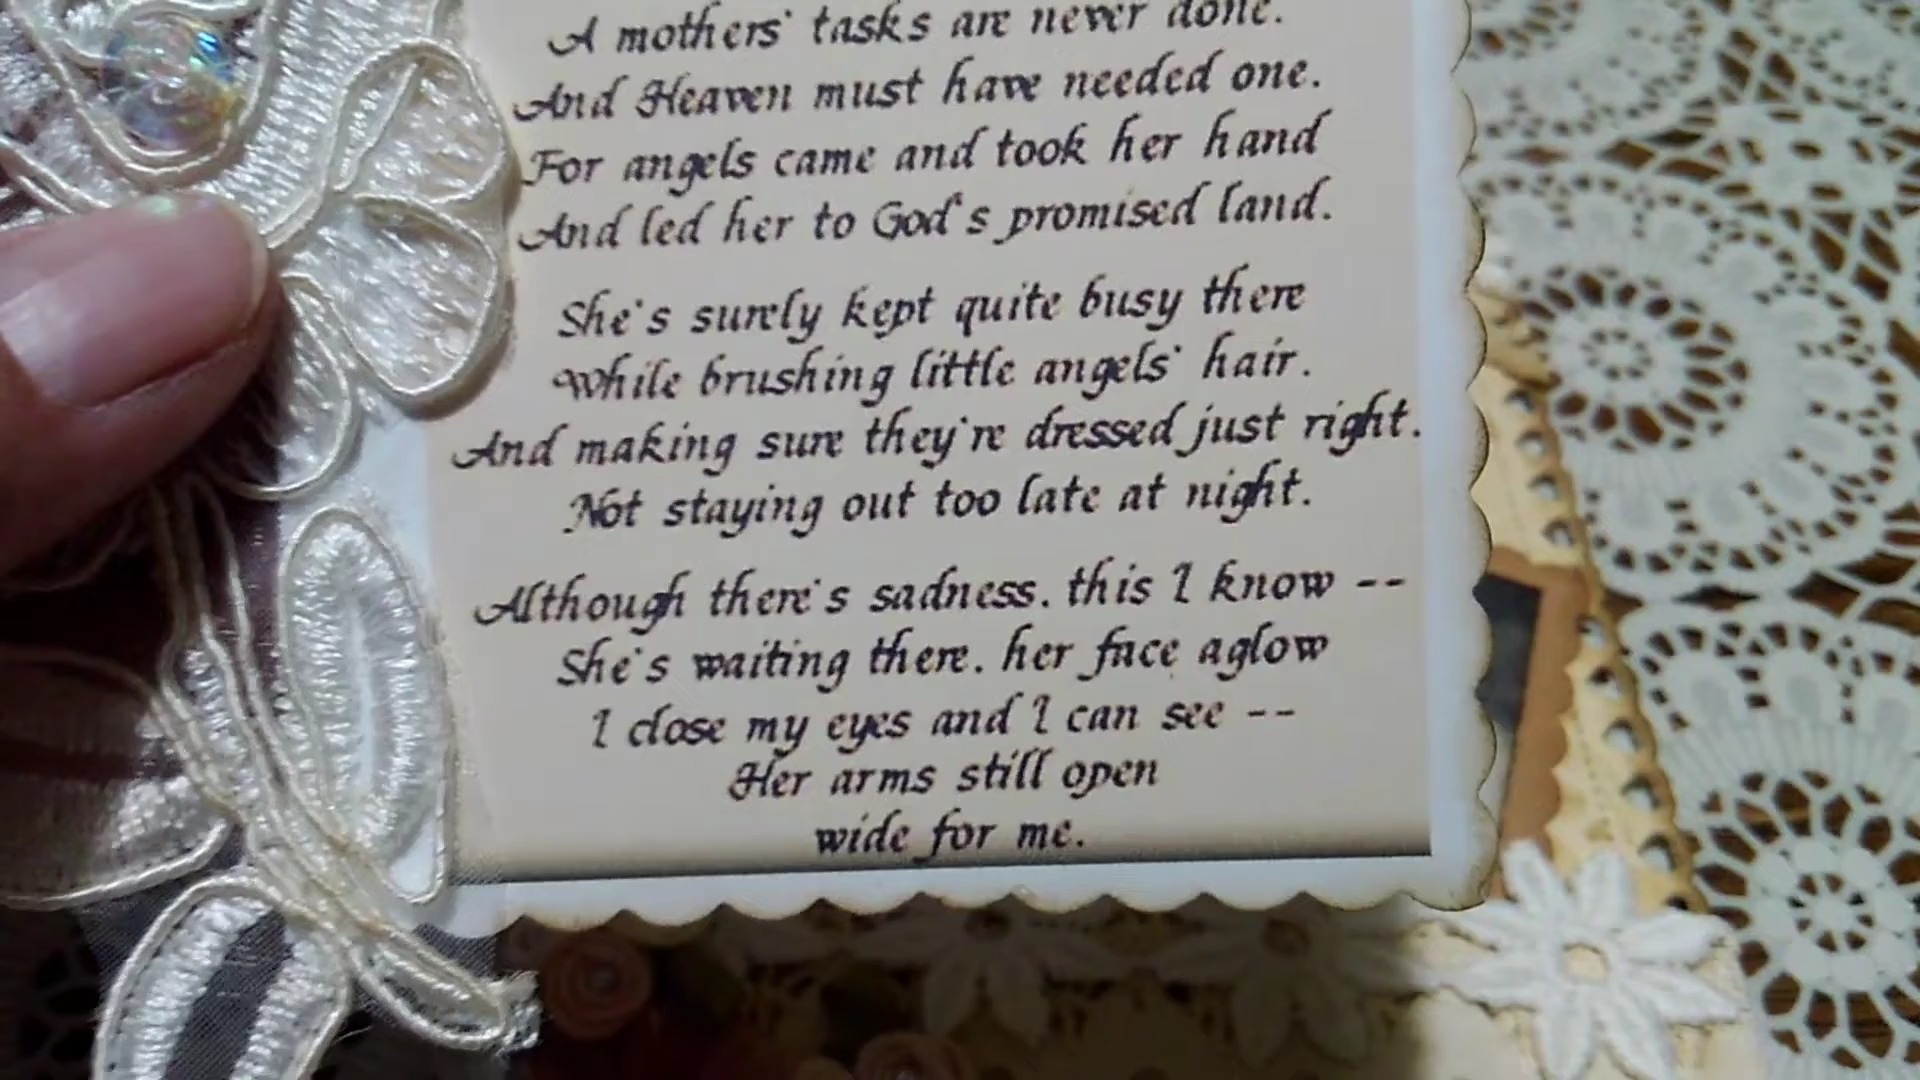 A mothers' tasks are never done.
And Heaven must have needed one.
For angels came and took her hand
And led her to God's promised land.
She's surely kept quite busy there
While brushing little angels' hair.
And making sure they're dressed just right.
Not staying out too late at night.
Although there's sadness, this I know --
She's waiting there, her face aglow
I close my eyes and I can see --
Her arms still open
wide for me.